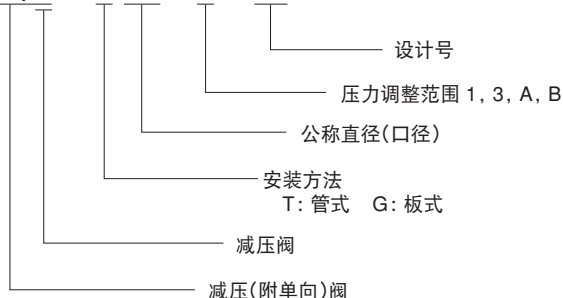 设计号
压力调整范围 1, 3, A, B
公称直径(口径)
安装方法
T: 管式 G: 板式
减压阀
减压(附单向)阀